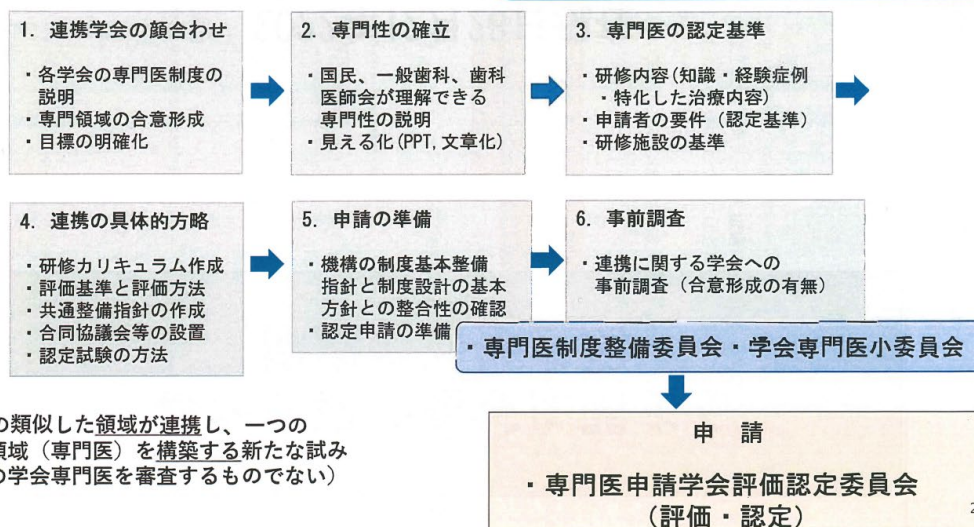 1. 連携学会の顔合わせ
・各学会の専門医制度の
説明
・専門領域の合意形成
・目標の明確化
2. 専門性の確立
・国民、一般歯科、歯科
医師会が理解できる
専門性の説明
・見える化(PPT, 文章化)
3. 専門医の認定基準
・研修内容(知識・経験症例
・特化した治療内容)
・申請者の要件(認定基準)
・研修施設の基準
4. 連携の具体的方略
・研修カリキュラム作成
・評価基準と評価方法
・共通整備指針の作成
・合同協議会等の設置
・認定試験の方法
5. 申請の準備
・機構の制度基本整備
指針と制度設計の基本
方針との整合性の確認
・認定申請の準備
6. 事前調査
・連携に関する学会への
事前調査(合意形成の有無)
・専門医制度整備委員会・学会専門医小委員会
の類似した領域が連携し、一つの
領域(専門医)を構築する新たな試み
の学会専門医を審査するものでない)
申 請
・専門医申請学会評価認定委員会
(評価・認定)
2